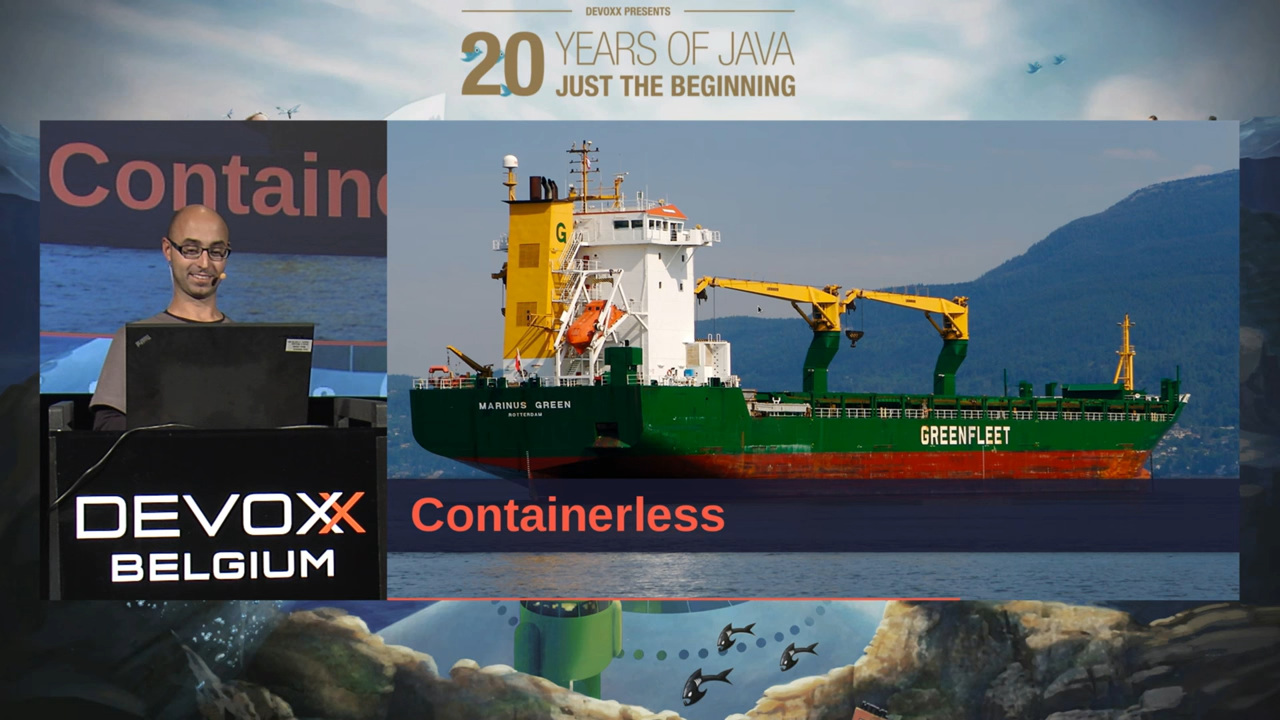 DEVOXX PRESENTS
20 YEARS OF JAVA
JUST THE BEGINNING
Containe
G
MARINUS GREEN
ROTTERDAM
GREENFLEET
Containerless
DEVOXX
BELGIUM